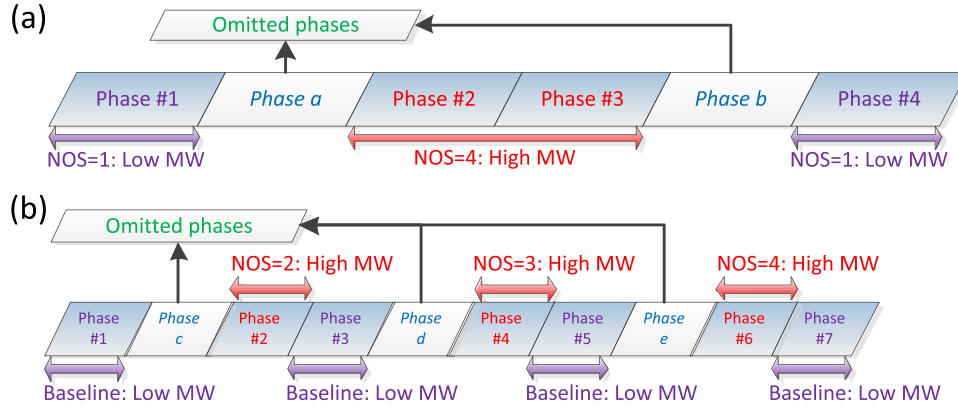 (a)
Omitted phases
Phase #1
Phase a
Phase #2
Phase #3
Phase b
Phase #4
NOS=1: Low MW
NOS=4: High MW
NOS=1: Low MW
(b)
Omitted phases
NOS=2: High MW
NOS=3: High MW
NOS=4: High MW
Phase
#1
Phase
c
Phase
#2
Phase
#3
Phase
d
Phase
#4
Phase
#5
Phase
e
Phase
#6
Phase
#7
Baseline: Low MW
Baseline: Low MW
Baseline: Low MW
Baseline: Low MW